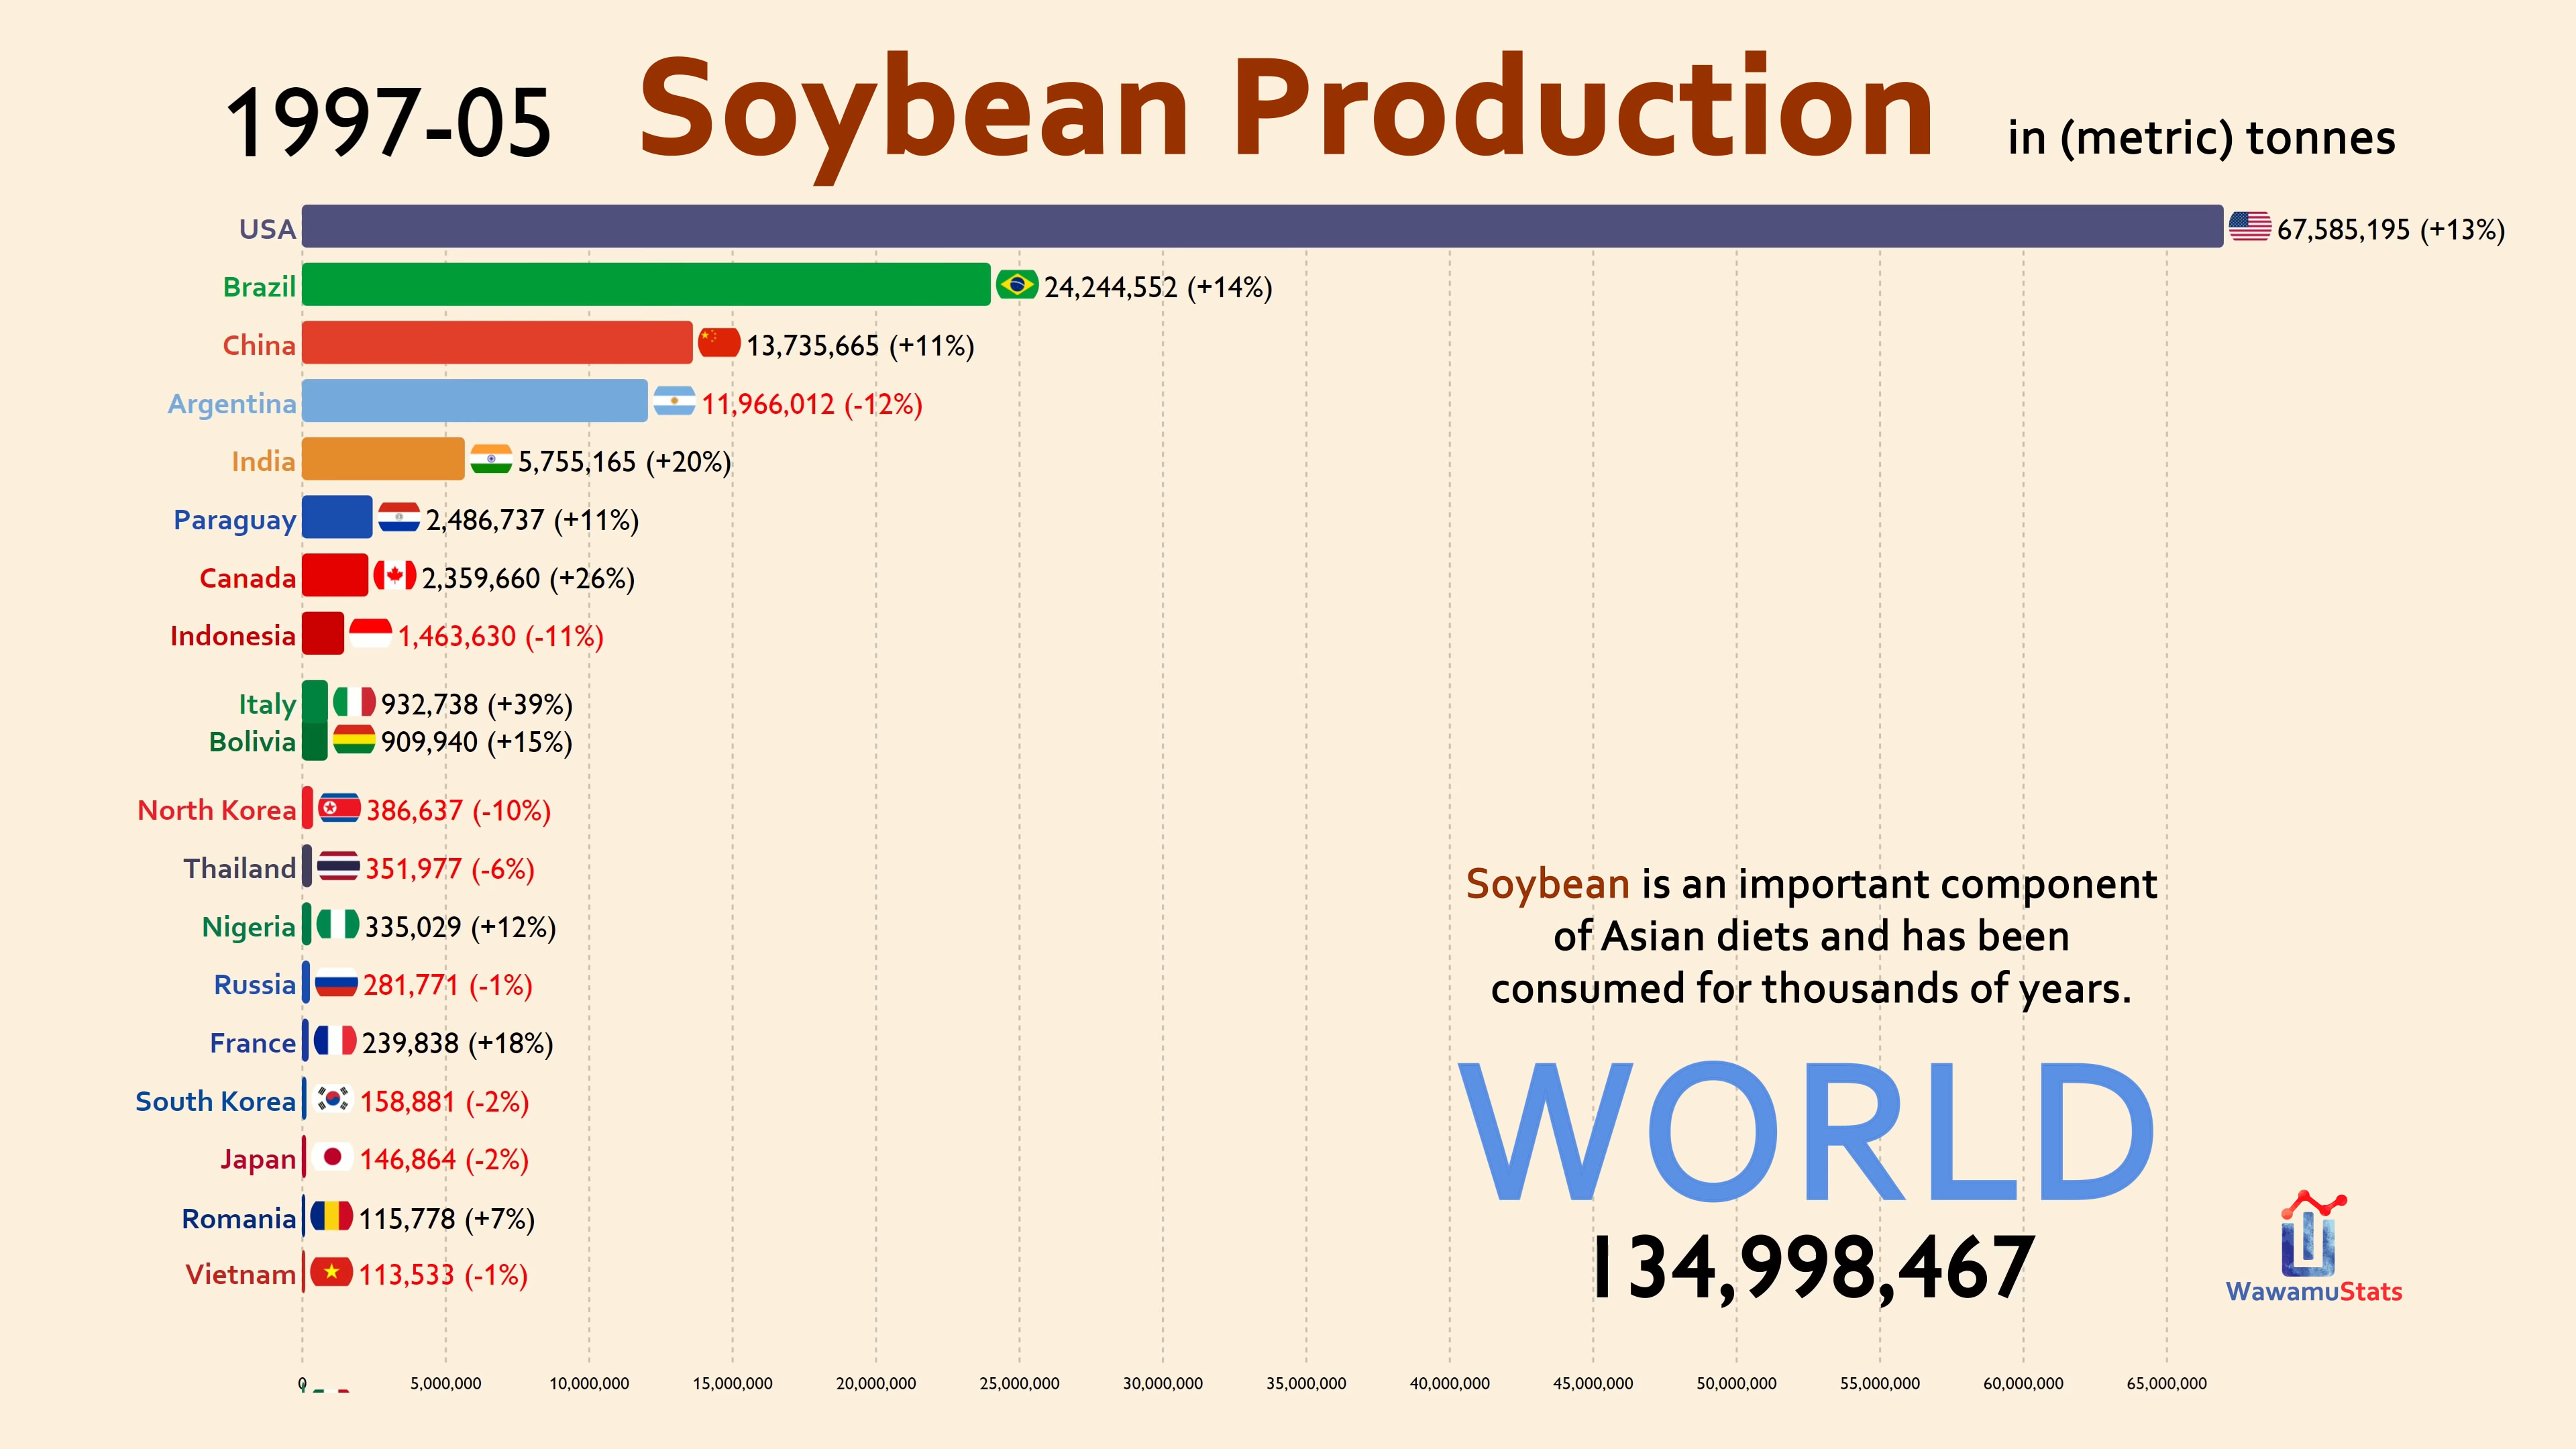 1997-05 Soybean Production in (metric) tonnes
USA 67,585,195 (+13%)
Brazil 24,244,552 (+14%)
China 13,735,665 (+11%)
Argentina 11,966,012 (-12%)
India 5,755,165 (+20%)
Paraguay 2,486,737 (+11%)
Canada 2,359,660 (+26%)
Indonesia 1,463,630 (-11%)
Italy 932,738 (+39%)
Bolivia 909,940 (+15%)
North Korea 386,637 (-10%)
Thailand 351,977 (-6%)
Nigeria 335,029 (+12%)
Russia 281,771 (-1%)
France 239,838 (+18%)
South Korea 158,881 (-2%)
Japan 146,864 (-2%)
Romania 115,778 (+7%)
Vietnam 113,533 (-1%)
Soybean is an important component
of Asian diets and has been
consumed for thousands of years.
WORLD
134,998,467
WawamuStats
0 5,000,000 10,000,000 15,000,000 20,000,000 25,000,000 30,000,000 35,000,000 40,000,000 45,000,000 50,000,000 55,000,000 60,000,000 65,000,000